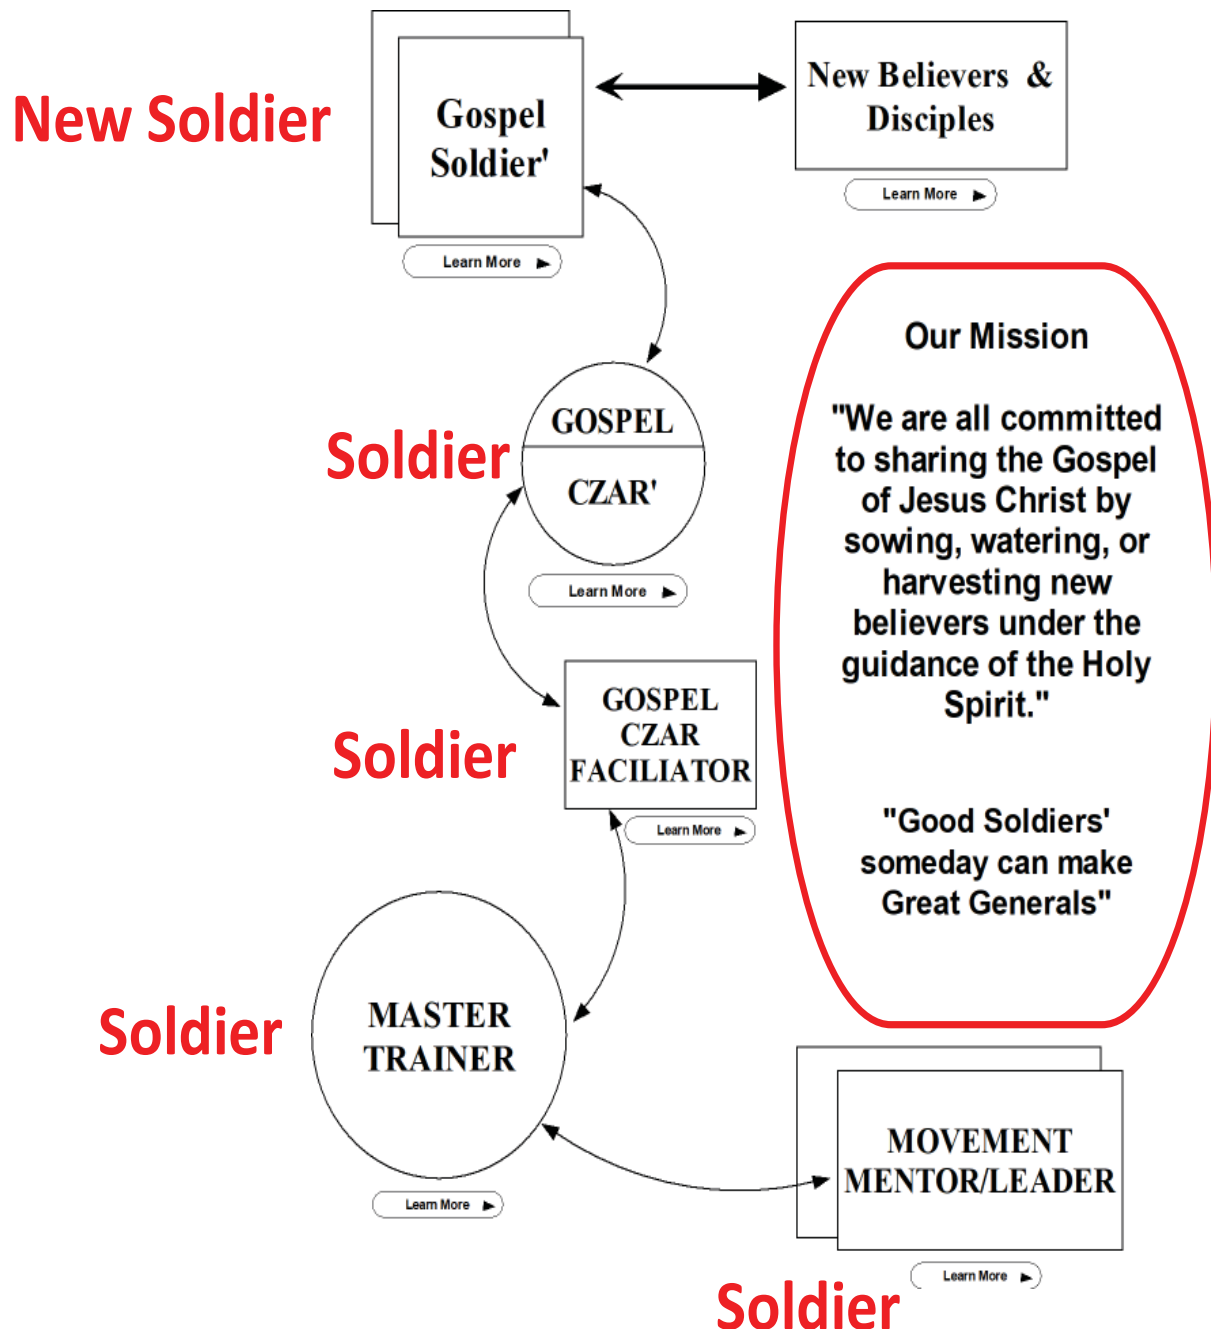 New Soldier
Gospel
Soldier'
Learn More
New Believers &
Disciples
Learn More
Soldier
GOSPEL
CZAR'
Learn More
Our Mission
"We are all committed
to sharing the Gospel
of Jesus Christ by
sowing, watering, or
harvesting new
believers under the
guidance of the Holy
Spirit."
"Good Soldiers'
someday can make
Great Generals"
Soldier
GOSPEL
CZAR
FACILIATOR
Learn More
Soldier
MASTER
TRAINER
Learn More
MOVEMENT
MENTOR/LEADER
Learn More
Soldier